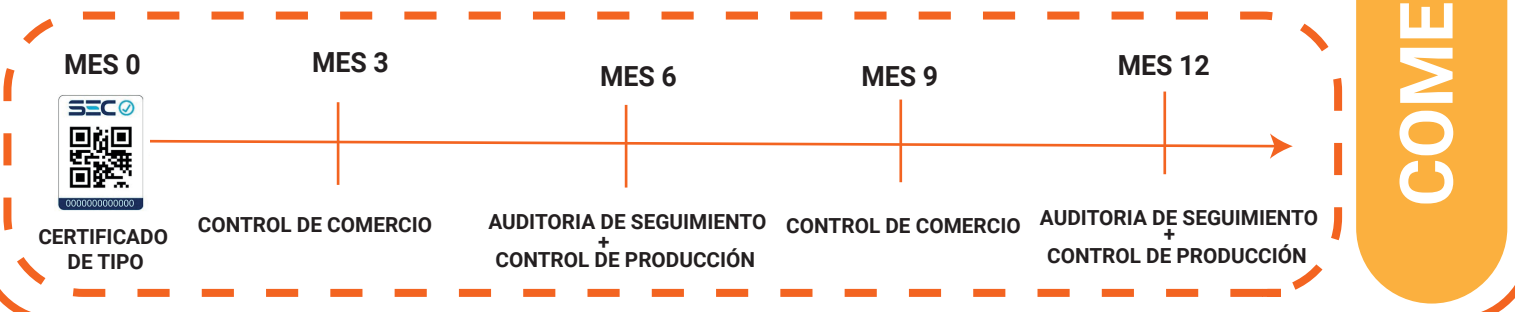 MES 0
MES 3
MES 6
MES 9
MES 12
SEC
0000000000000
CERTIFICADO
DE TIPO
CONTROL DE COMERCIO
AUDITORIA DE SEGUIMIENTO
+
CONTROL DE PRODUCCIÓN
CONTROL DE COMERCIO
AUDITORIA DE SEGUIMIENTO
+
CONTROL DE PRODUCCIÓN
COME